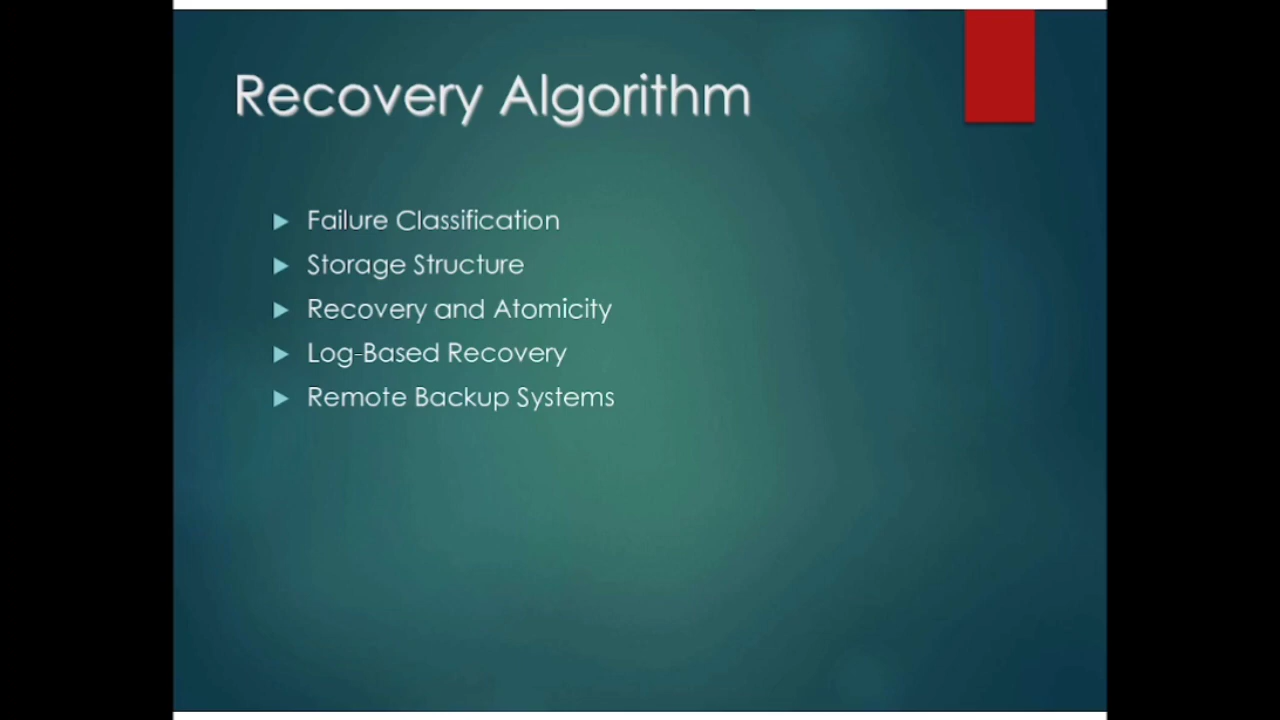 Recovery Algorithm
Failure Classification
Storage Structure
Recovery and Atomicity
Log-Based Recovery
Remote Backup Systems